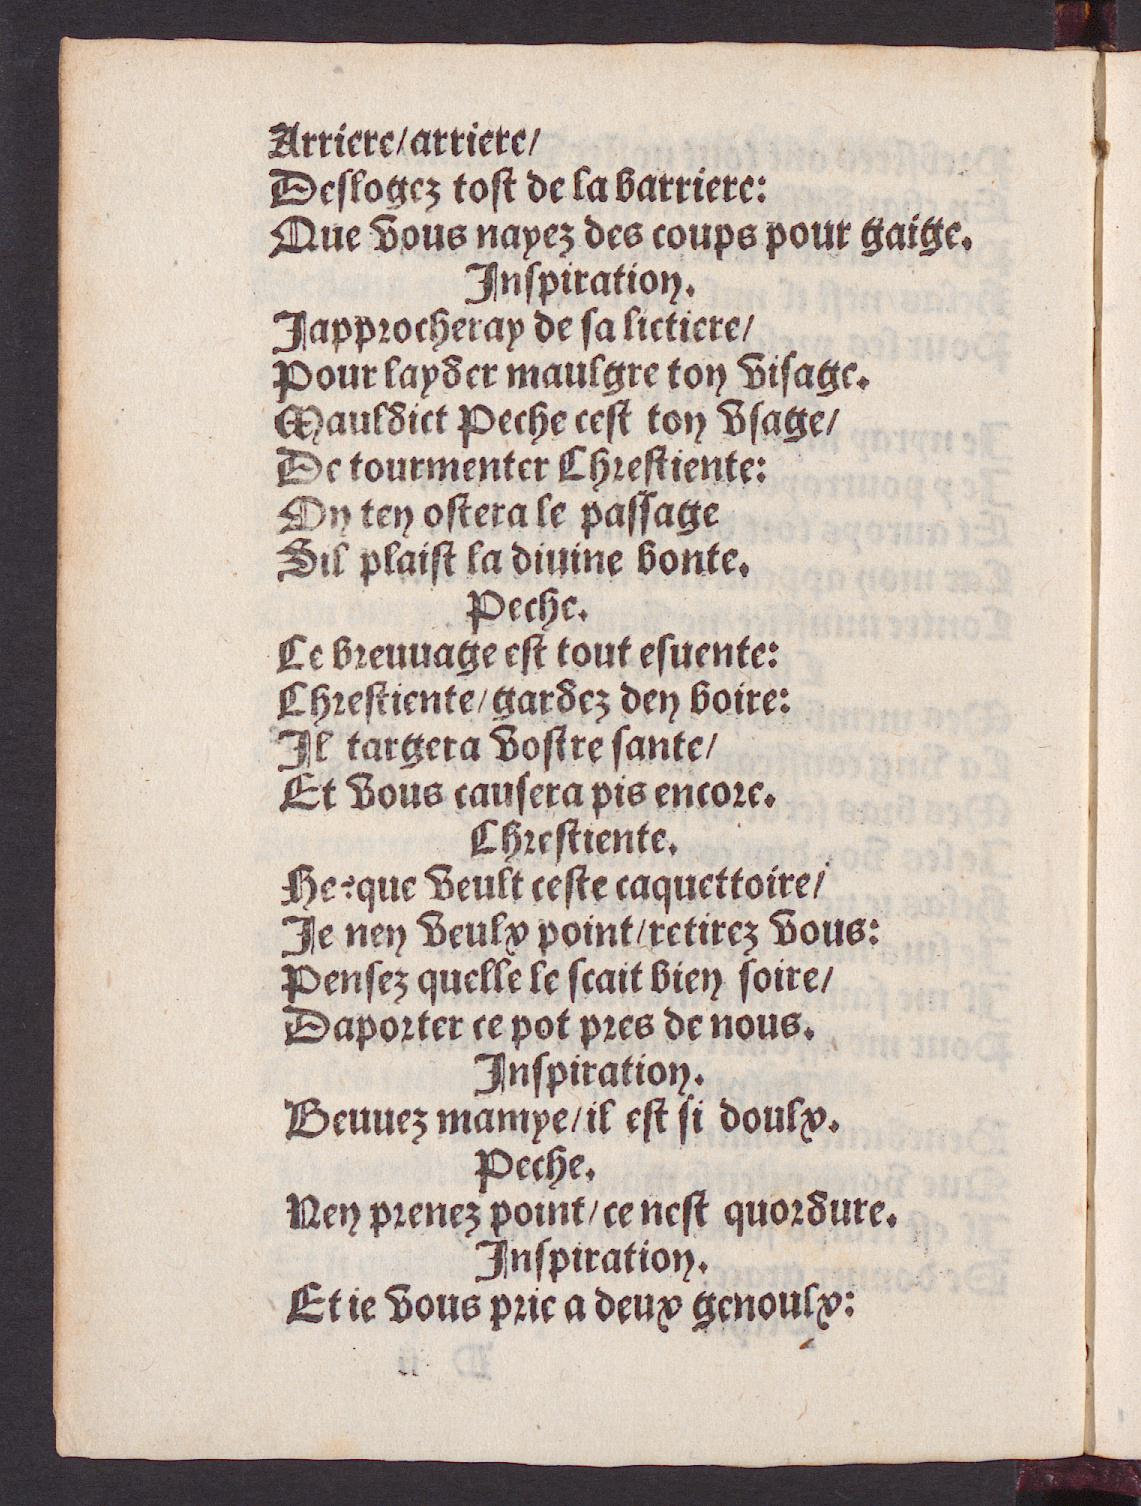 Arriere/arriere/
Deslogez tost de la barriere:
Que vous nayez des coups pour gaige.
Inspiration.
Japprocheray de sa lictiere/
Pour layder maulgre ton visage.
Mauldict Peche cest ton vsage/
De tourmenter Chrestiente:
On ten ostera le passage
Sil plaist la diuine bonte.
Peche.
Ce breuuage est tout esuente:
Chrestiente/gardez den boire:
Il targera vostre sante/
Et vous causera pis encore.
Chrestiente.
He?que veult ceste caquettoire/
Je nen veulx point/retirez vous:
Pensez quelle le scait bien soire/
Daporter ce pot pres de nous.
Inspiration.
Beuuez mamye/il est si doulx.
Peche.
Nen prenez point/ce nest quordure.
Inspiration.
Et ie vous prie a deux genoulx: